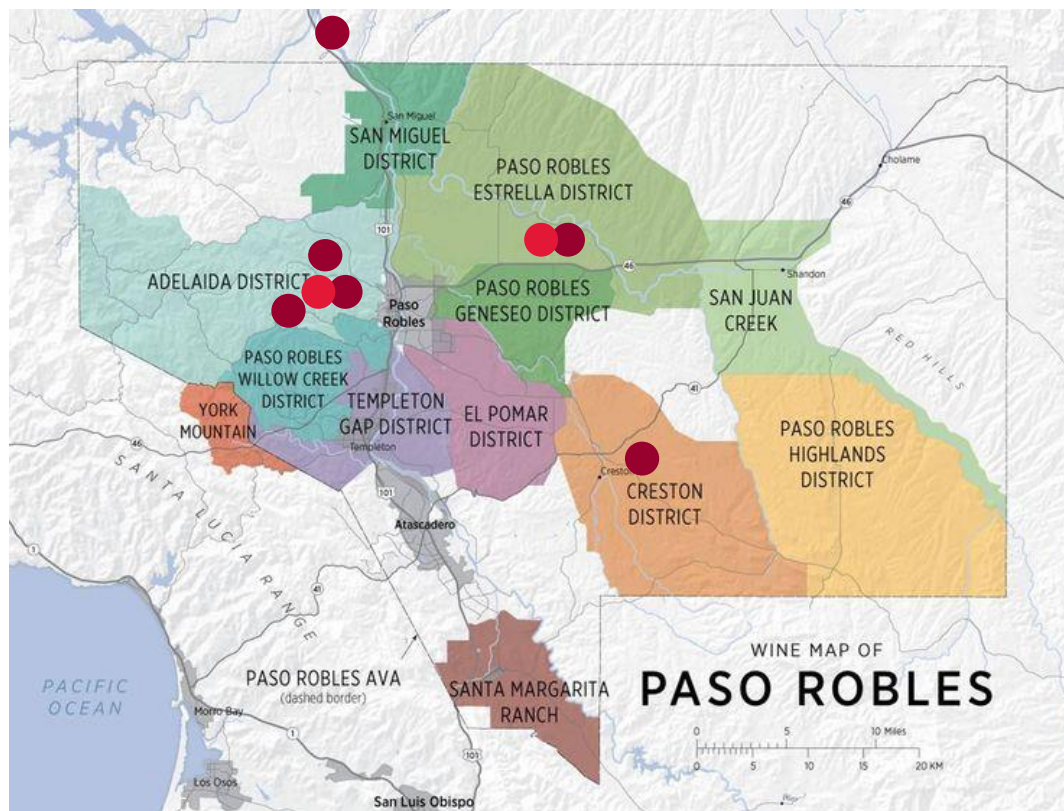 San Miguel
SAN MIGUEL
DISTRICT
PASO ROBLES
ESTRELLA DISTRICT
Cholame
46
101
46
Shandon
ADELAIDA DISTRICT
Paso
Robles
PASO ROBLES
GENESEO DISTRICT
SAN JUAN
CREEK
RED HILLS
PASO ROBLES
WILLOW CREEK
DISTRICT
41
YORK
MOUNTAIN
TEMPLETON
GAP DISTRICT
Templeton
EL POMAR
DISTRICT
PASO ROBLES
HIGHLANDS
DISTRICT
46
SANTA LUCIA RANGE
101
Atascadero
CRESTON
DISTRICT
1
41
PASO ROBLES AVA
(dashed border)
SANTA MARGARITA
RANCH
WINE MAP OF
PASO ROBLES
PACIFIC
OCEAN
Morro Bay
1
101
0 5 10 Miles
0 5 10 15 20 KM
Los Osos
San Luis Obispo